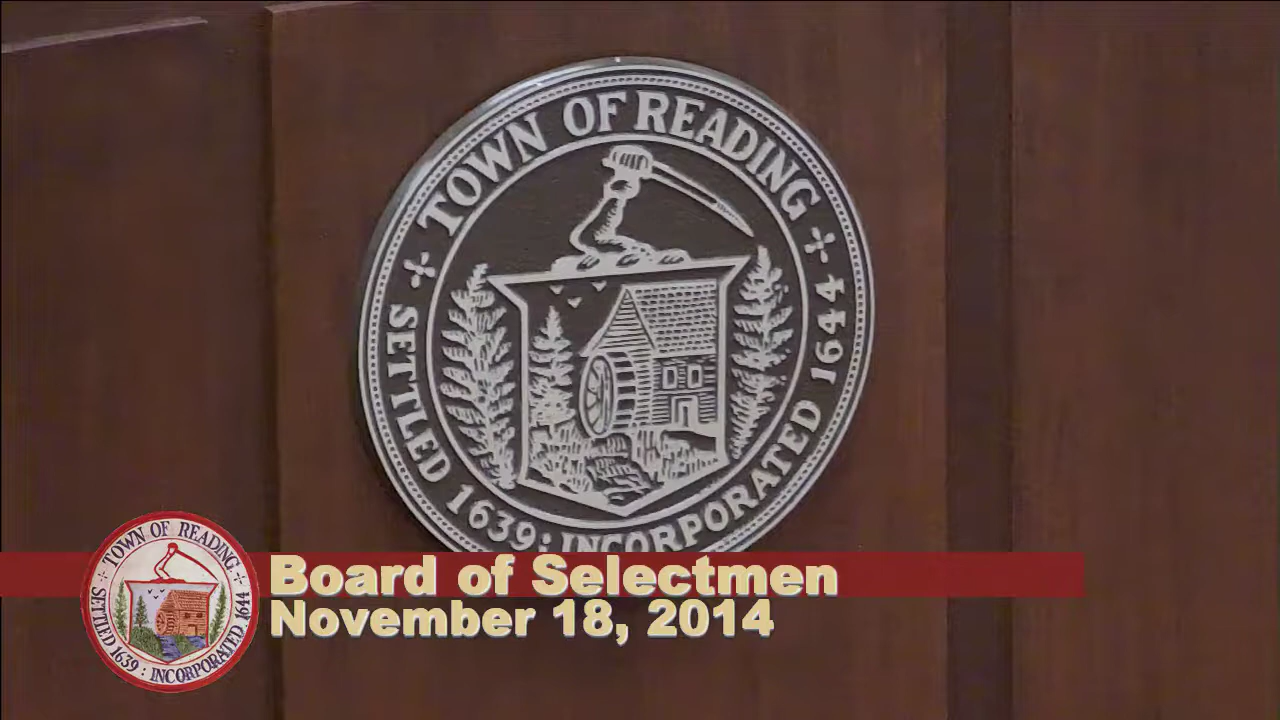 TOWN OF READING
SETTLED 1639: INCORPORATED 1644
TOWN OF READING
SETTLED 1639: INCORPORATED 1644
Board of Selectmen
November 18, 2014